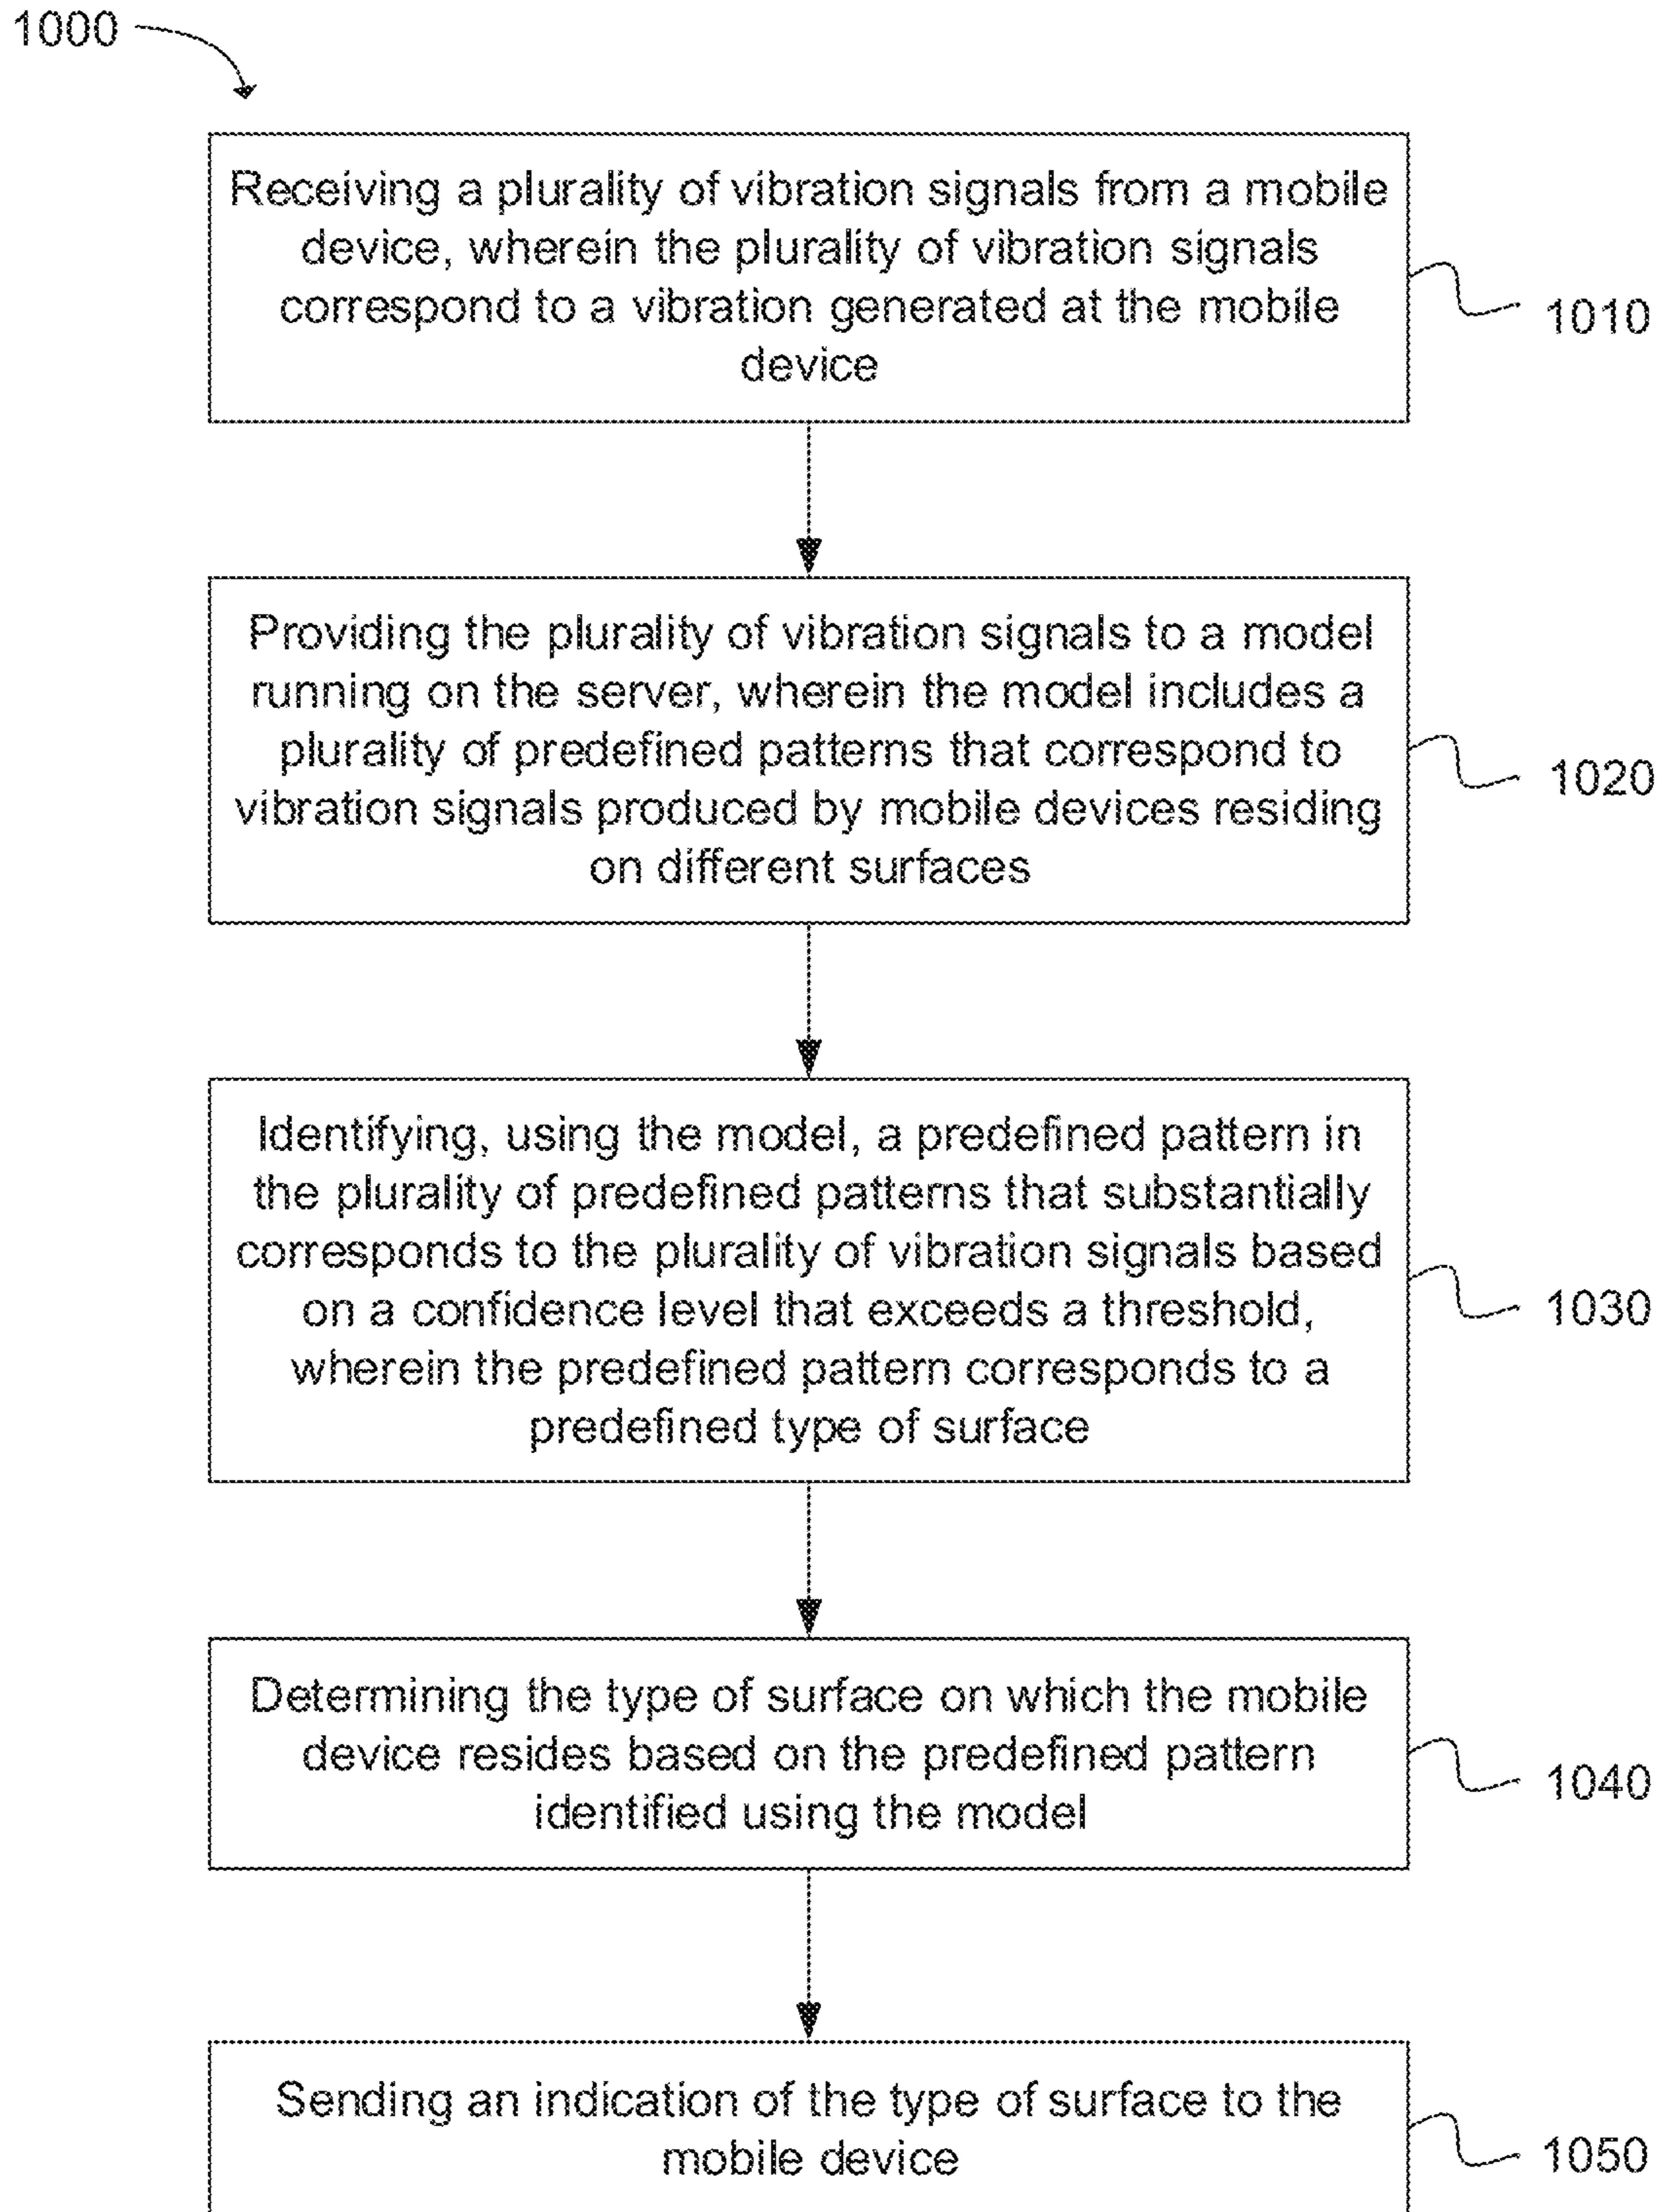 1000
Receiving a plurality of vibration signals from a mobile
device, wherein the plurality of vibration signals
correspond to a vibration generated at the mobile
device
1010
Providing the plurality of vibration signals to a model
running on the server, wherein the model includes a
plurality of predefined patterns that correspond to
vibration signals produced by mobile devices residing
on different surfaces
1020
Identifying, using the model, a predefined pattern in
the plurality of predefined patterns that substantially
corresponds to the plurality of vibration signals based
on a confidence level that exceeds a threshold,
wherein the predefined pattern corresponds to a
predefined type of surface
1030
Determining the type of surface on which the mobile
device resides based on the predefined pattern
identified using the model
1040
Sending an indication of the type of surface to the
mobile device
1050